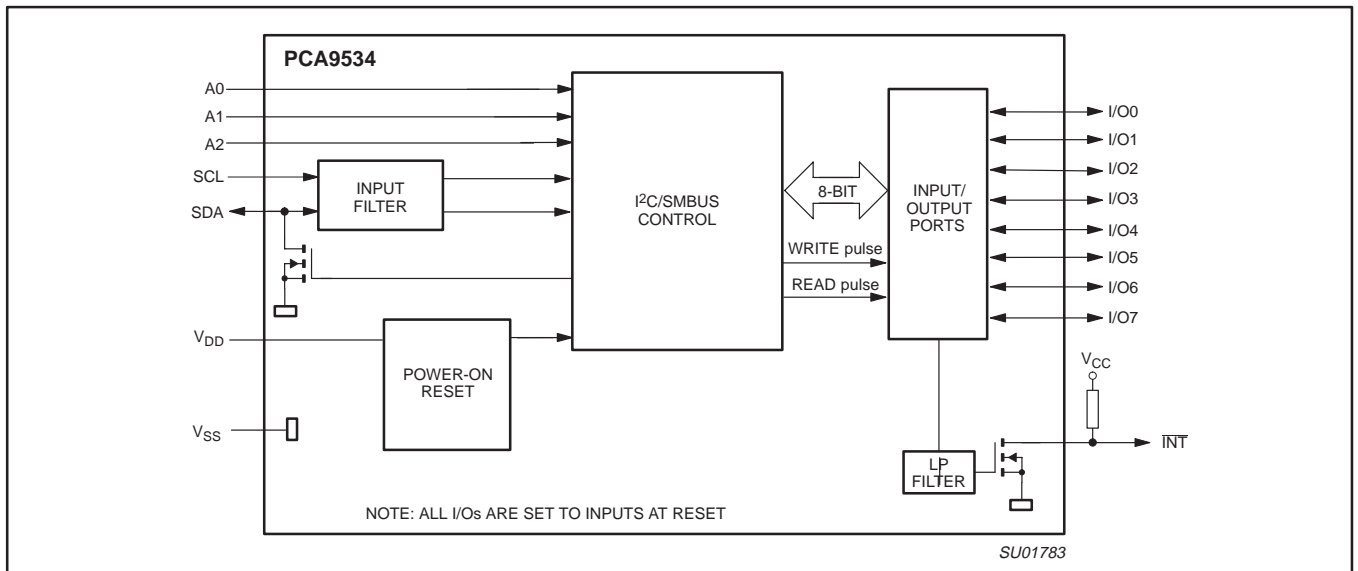 PCA9534
A0
A1
A2
SCL
SDA
INPUT
FILTER
I²C/SMBUS
CONTROL
8-BIT
WRITE pulse
READ pulse
INPUT/
OUTPUT
PORTS
I/O0
I/O1
I/O2
I/O3
I/O4
I/O5
I/O6
I/O7
VDD
POWER-ON
RESET
VSS
VCC
INT
LP
FILTER
NOTE: ALL I/Os ARE SET TO INPUTS AT RESET
SU01783